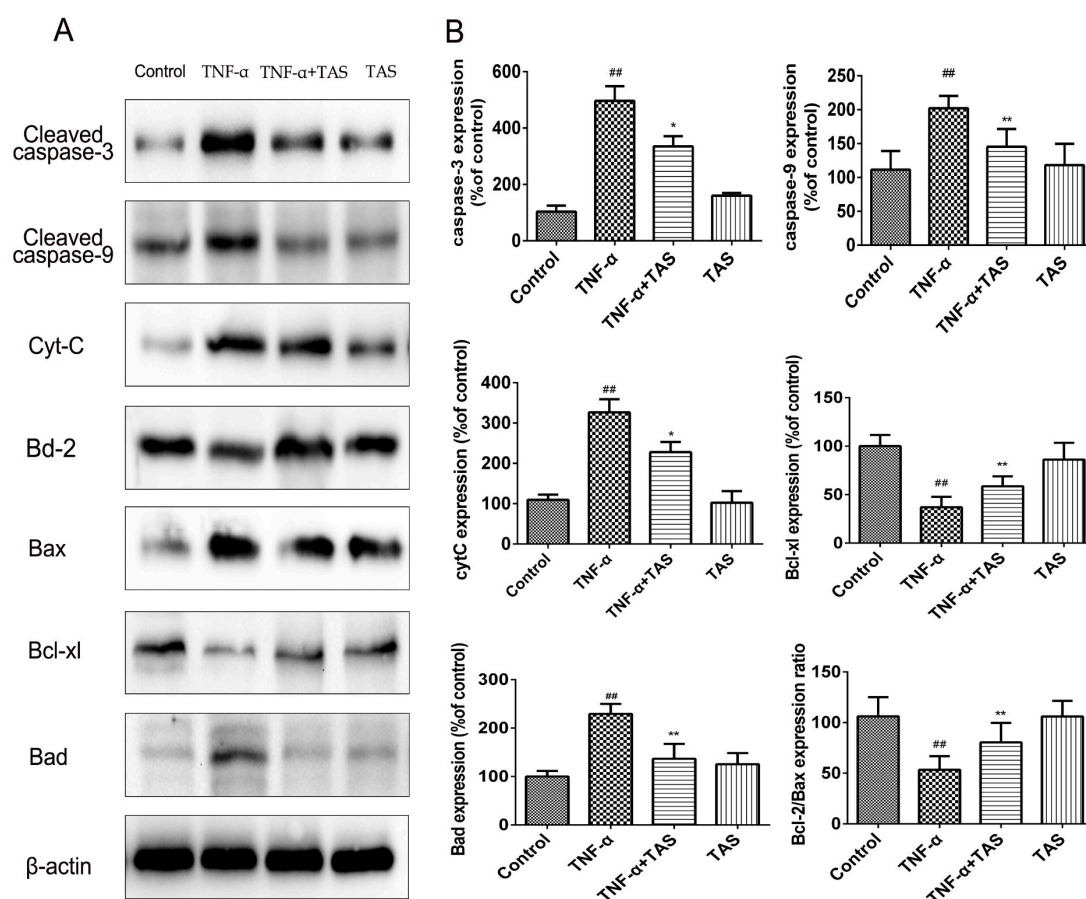 A
Control TNF-α TNF-α+TAS TAS
Cleaved
caspase-3
Cleaved
caspase-9
Cyt-C
Bd-2
Bax
Bcl-xl
Bad
β-actin
B
caspase-3 expression
(%of control)
600
400
200
0
##
*
Control
TNF-α
TNF-α+TAS
TAS
caspase-9 expression
(%of control)
250
200
150
100
50
0
##
**
Control
TNF-α
TNF-α+TAS
TAS
cytC expression (%of control)
400
300
200
100
0
##
*
Control
TNF-α
TNF-α+TAS
TAS
Bcl-xl expression (%of control)
150
100
50
0
##
**
Control
TNF-α
TNF-α+TAS
TAS
Bad expression (%of control)
300
200
100
0
##
**
Control
TNF-α
TNF-α+TAS
TAS
Bcl-2/Bax expression ratio
150
100
50
0
##
**
Control
TNF-α
TNF-α+TAS
TAS